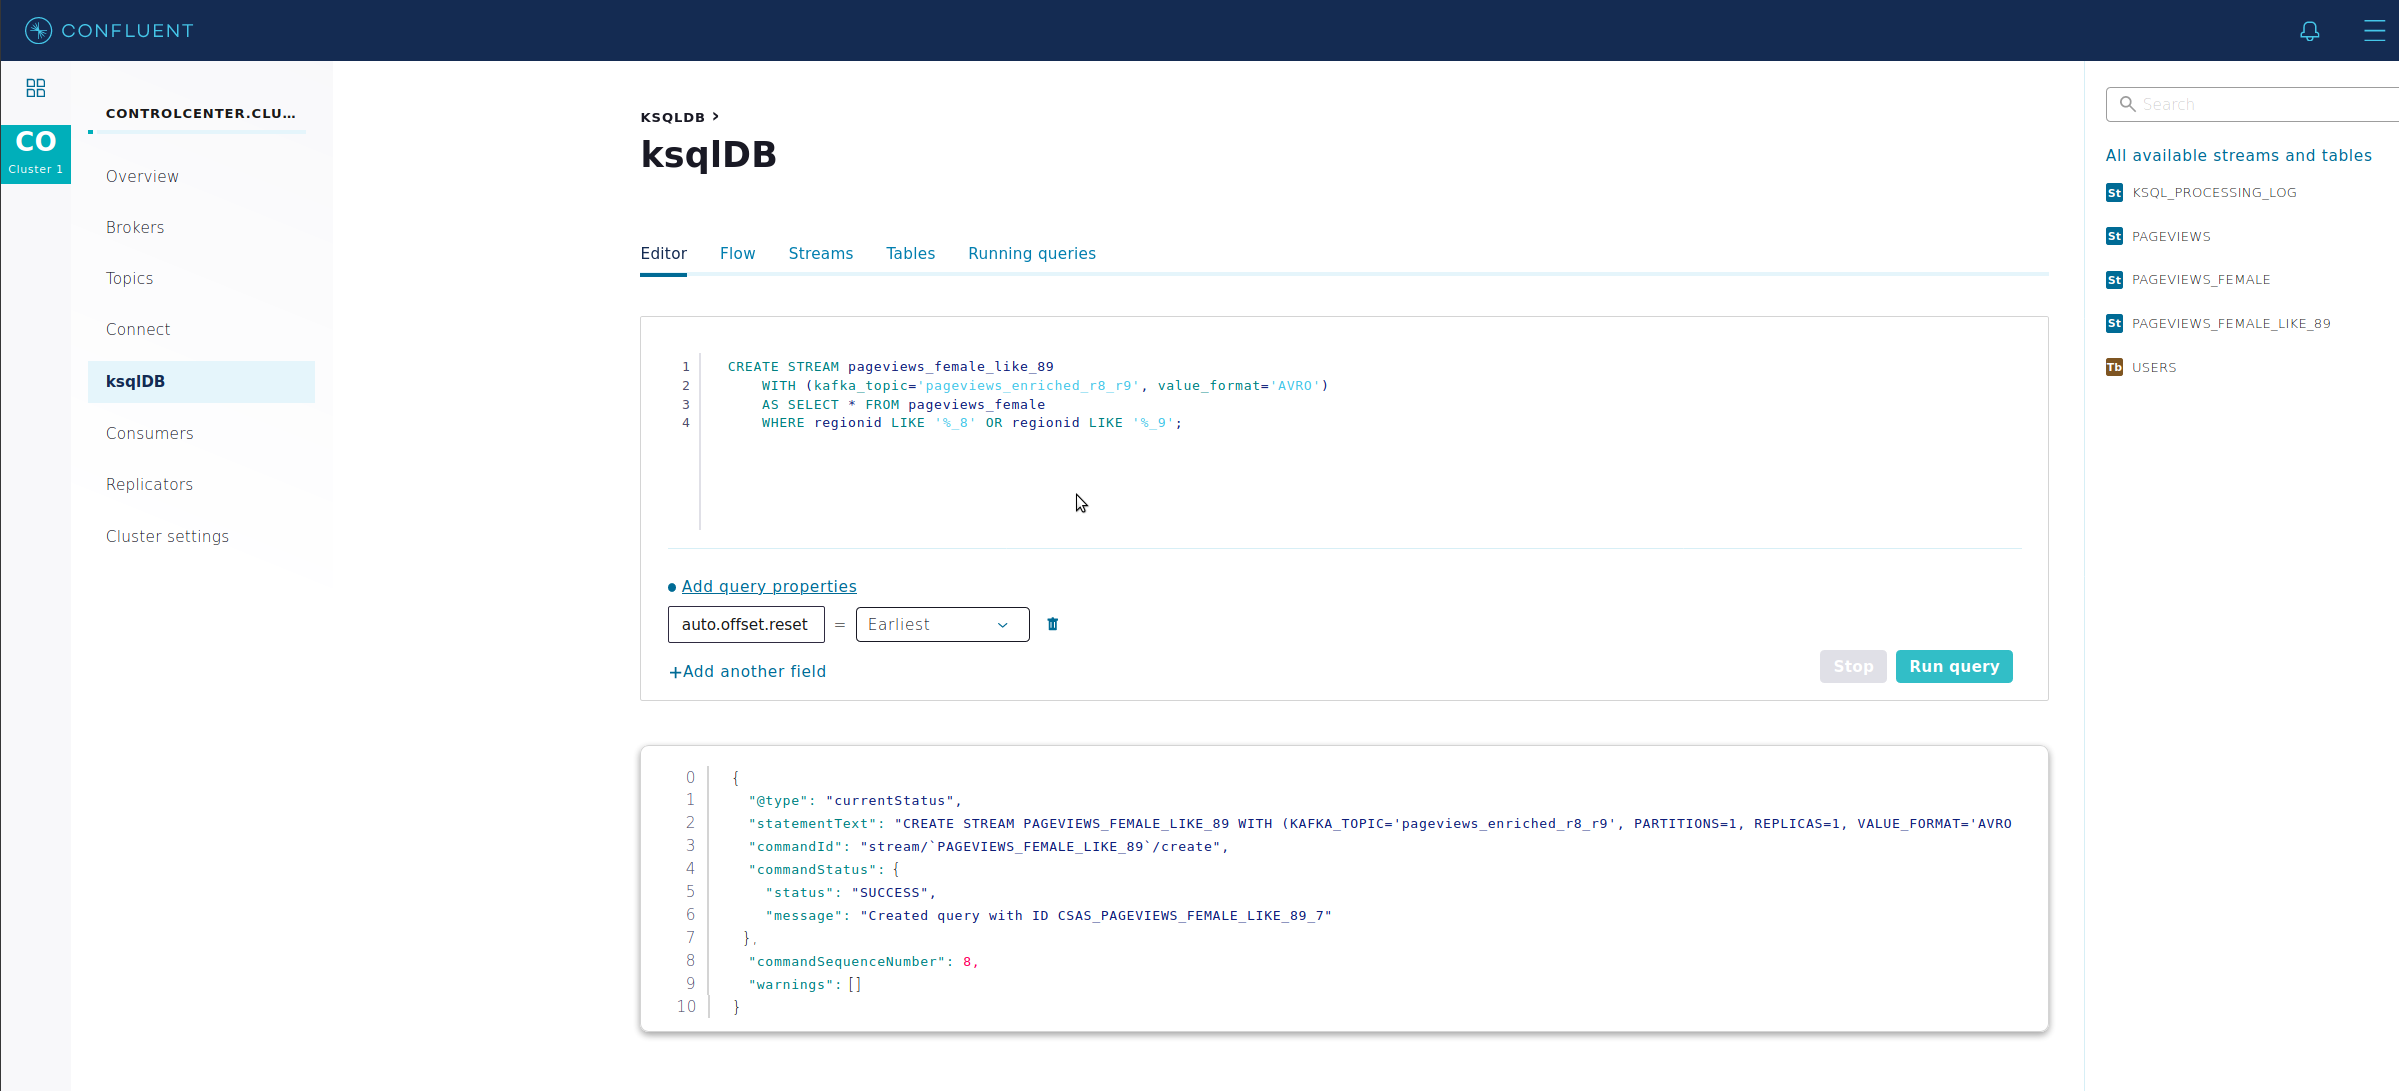 CONFLUENT
CO
Cluster 1
CONTROLCENTER.CLU...
Overview
Brokers
Topics
Connect
ksqlDB
Consumers
Replicators
Cluster settings
KSQLDB >
ksqlDB
Editor Flow Streams Tables Running queries
1 CREATE STREAM pageviews_female_like_89
2 WITH (kafka_topic='pageviews_enriched_r8_r9', value_format='AVRO')
3 AS SELECT * FROM pageviews_female
4 WHERE regionid LIKE '%_8' OR regionid LIKE '%_9';
Add query properties
auto.offset.reset = Earliest
+Add another field
Stop Run query
0 {
1 "@type": "currentStatus",
2 "statementText": "CREATE STREAM PAGEVIEWS_FEMALE_LIKE_89 WITH (KAFKA_TOPIC='pageviews_enriched_r8_r9', PARTITIONS=1, REPLICAS=1, VALUE_FORMAT='AVRO
3 "commandId": "stream/`PAGEVIEWS_FEMALE_LIKE_89`/create",
4 "commandStatus": {
5 "status": "SUCCESS",
6 "message": "Created query with ID CSAS_PAGEVIEWS_FEMALE_LIKE_89_7"
7 },
8 "commandSequenceNumber": 8,
9 "warnings": []
10 }
Search
All available streams and tables
St KSQL_PROCESSING_LOG
St PAGEVIEWS
St PAGEVIEWS_FEMALE
St PAGEVIEWS_FEMALE_LIKE_89
Tb USERS